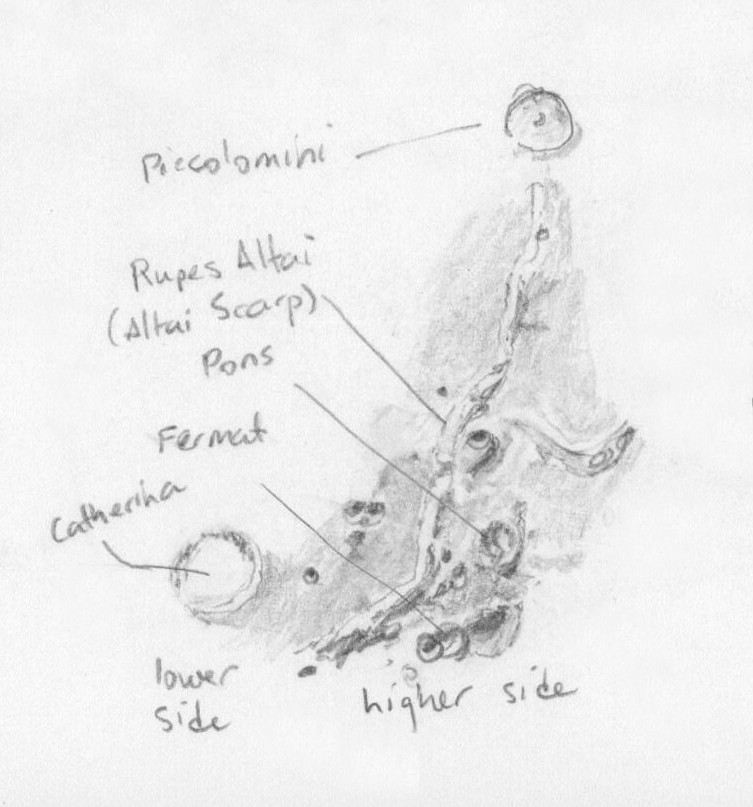 Piccolomini
Rupes Altai
(Altai Scarp)
Pons
Fermat
Catherina
lower
side
higher side